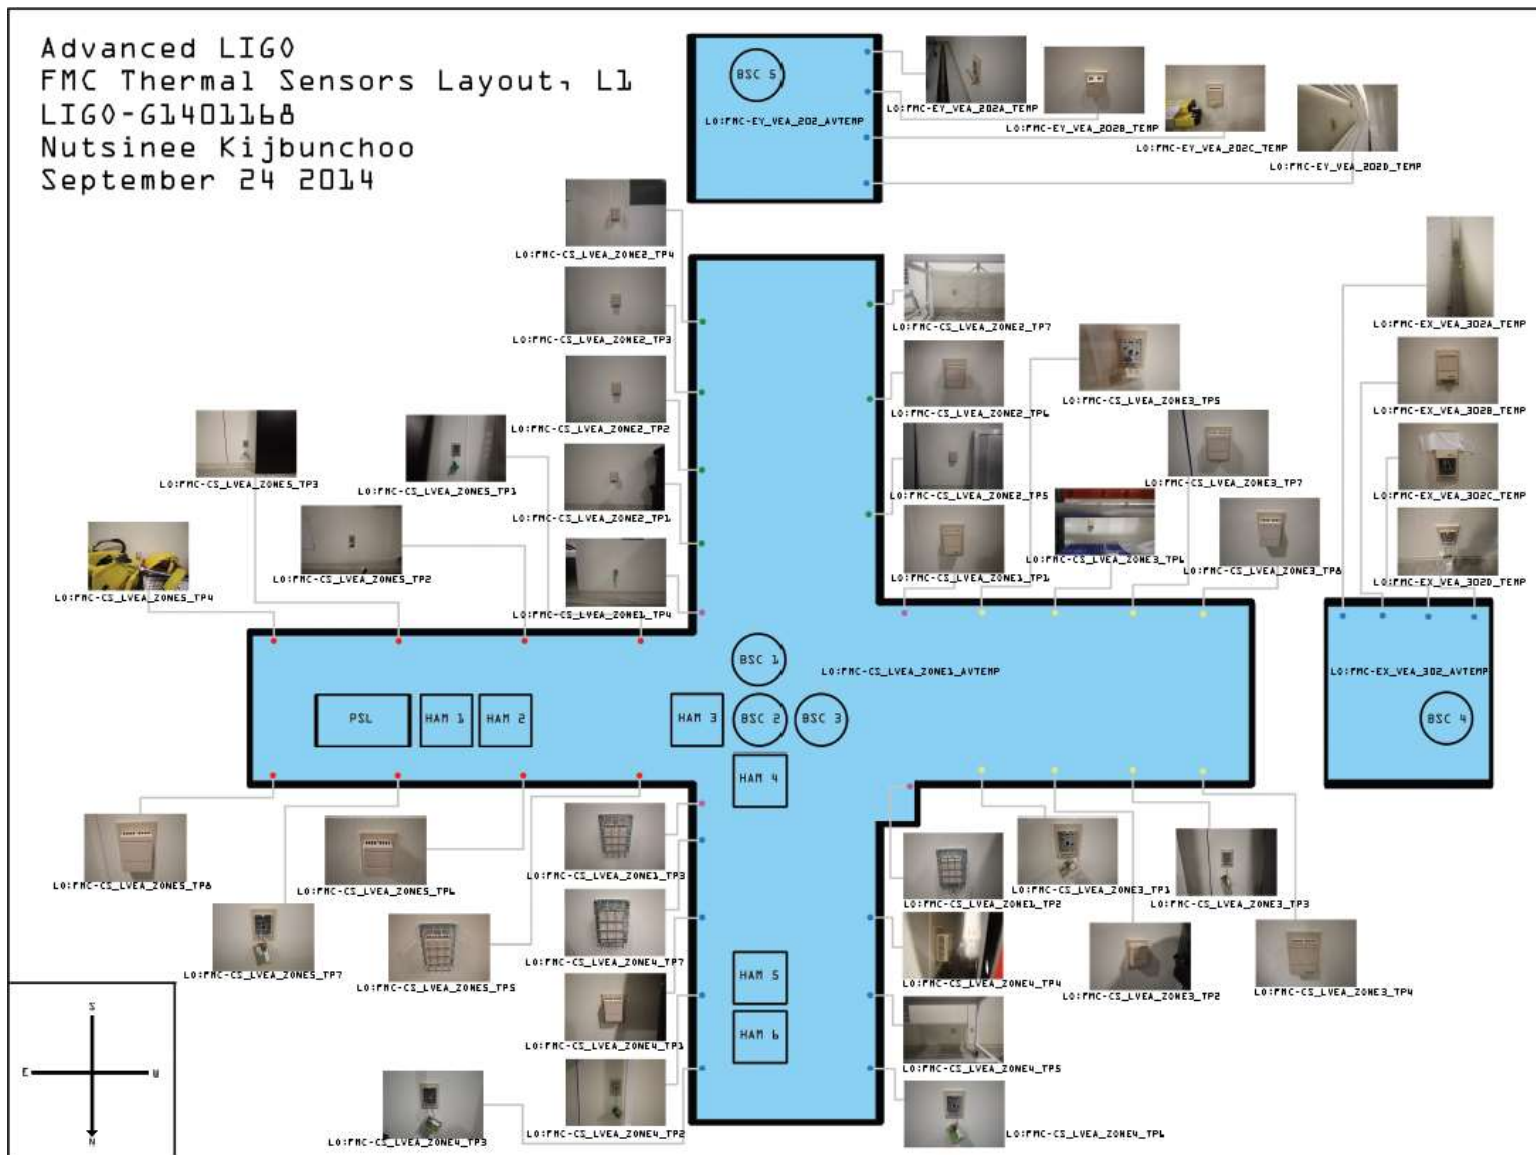 Advanced LIGO
FMC Thermal Sensors Layout, L1
LIGO-G1401168
Nutsinee Kijbunchoo
September 24 2014
BSC 5
L0:FMC-EY_VEA_202_AVTEMP
L0:FMC-EY_VEA_202A_TEMP
L0:FMC-EY_VEA_202B_TEMP
L0:FMC-EY_VEA_202C_TEMP
L0:FMC-EY_VEA_202D_TEMP
L0:FMC-CS_LVEA_ZONE2_TP4
L0:FMC-CS_LVEA_ZONE2_TP3
L0:FMC-CS_LVEA_ZONE2_TP2
L0:FMC-CS_LVEA_ZONE2_TP1
L0:FMC-CS_LVEA_ZONE1_TP4
L0:FMC-CS_LVEA_ZONE5_TP3
L0:FMC-CS_LVEA_ZONE5_TP1
L0:FMC-CS_LVEA_ZONE5_TP2
L0:FMC-CS_LVEA_ZONE5_TP4
L0:FMC-CS_LVEA_ZONE2_TP7
L0:FMC-CS_LVEA_ZONE2_TP6
L0:FMC-CS_LVEA_ZONE2_TP5
L0:FMC-CS_LVEA_ZONE1_TP1
L0:FMC-CS_LVEA_ZONE3_TP5
L0:FMC-CS_LVEA_ZONE3_TP7
L0:FMC-CS_LVEA_ZONE3_TP6
L0:FMC-CS_LVEA_ZONE3_TP8
L0:FMC-EX_VEA_302A_TEMP
L0:FMC-EX_VEA_302B_TEMP
L0:FMC-EX_VEA_302C_TEMP
L0:FMC-EX_VEA_302D_TEMP
L0:FMC-EX_VEA_302_AVTEMP
BSC 4
BSC 1
L0:FMC-CS_LVEA_ZONE1_AVTEMP
PSL
HAM 1
HAM 2
HAM 3
BSC 2
BSC 3
HAM 4
L0:FMC-CS_LVEA_ZONE5_TP8
L0:FMC-CS_LVEA_ZONE5_TP6
L0:FMC-CS_LVEA_ZONE5_TP7
L0:FMC-CS_LVEA_ZONE5_TP5
L0:FMC-CS_LVEA_ZONE1_TP3
L0:FMC-CS_LVEA_ZONE4_TP7
L0:FMC-CS_LVEA_ZONE4_TP1
L0:FMC-CS_LVEA_ZONE4_TP2
L0:FMC-CS_LVEA_ZONE4_TP3
HAM 5
HAM 6
L0:FMC-CS_LVEA_ZONE1_TP2
L0:FMC-CS_LVEA_ZONE4_TP4
L0:FMC-CS_LVEA_ZONE4_TP5
L0:FMC-CS_LVEA_ZONE4_TP6
L0:FMC-CS_LVEA_ZONE3_TP1
L0:FMC-CS_LVEA_ZONE3_TP3
L0:FMC-CS_LVEA_ZONE3_TP2
L0:FMC-CS_LVEA_ZONE3_TP4
S
E
W
N